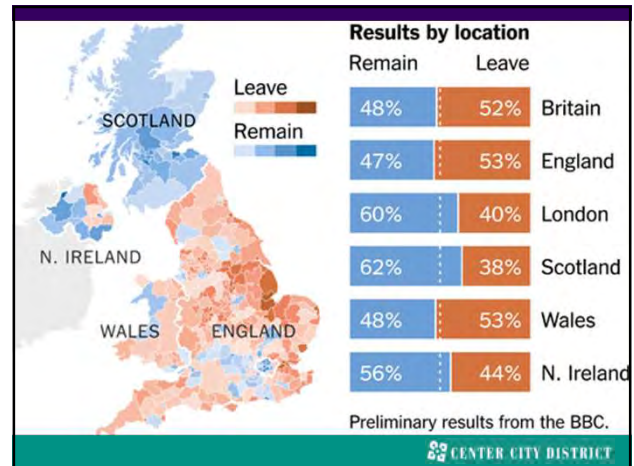 Results by location
Remain Leave
48% 52% Britain
47% 53% England
60% 40% London
62% 38% Scotland
48% 53% Wales
56% 44% N. Ireland
Preliminary results from the BBC.
Leave
Remain
SCOTLAND
N. IRELAND
WALES
ENGLAND
CENTER CITY DISTRICT